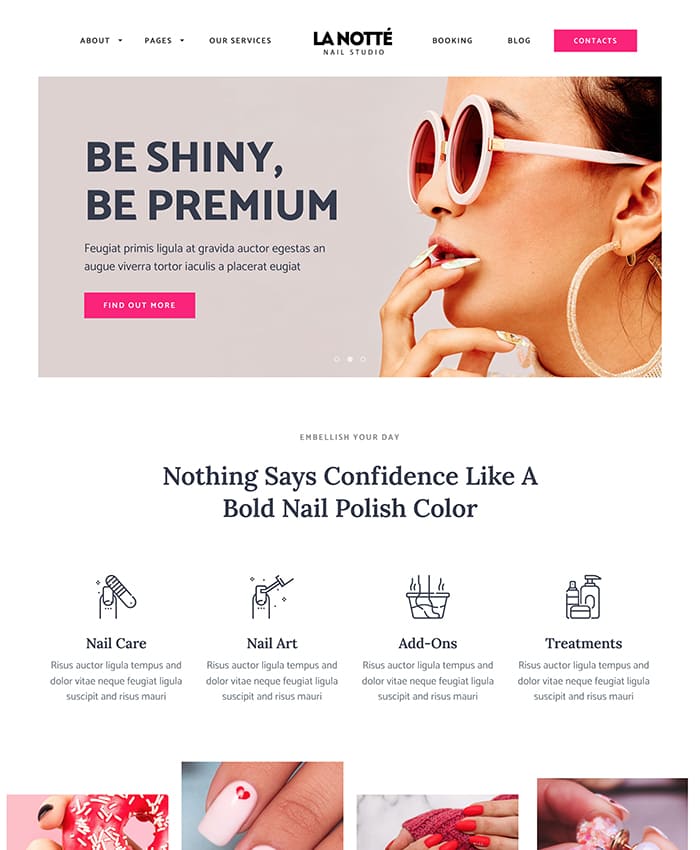 ABOUT PAGES OUR SERVICES LA NOTTÉ BOOKING BLOG CONTACTS
NAIL STUDIO
BE SHINY,
BE PREMIUM
Feugiat primis ligula at gravida auctor egestas an
augue viverra tortor iaculis a placerat eugiat
FIND OUT MORE
EMBELLISH YOUR DAY
Nothing Says Confidence Like A
Bold Nail Polish Color
Nail Care
Risus auctor ligula tempus and
dolor vitae neque feugiat ligula
suscipit and risus mauri
Nail Art
Risus auctor ligula tempus and
dolor vitae neque feugiat ligula
suscipit and risus mauri
Add-Ons
Risus auctor ligula tempus and
dolor vitae neque feugiat ligula
suscipit and risus mauri
Treatments
Risus auctor ligula tempus and
dolor vitae neque feugiat ligula
suscipit and risus mauri